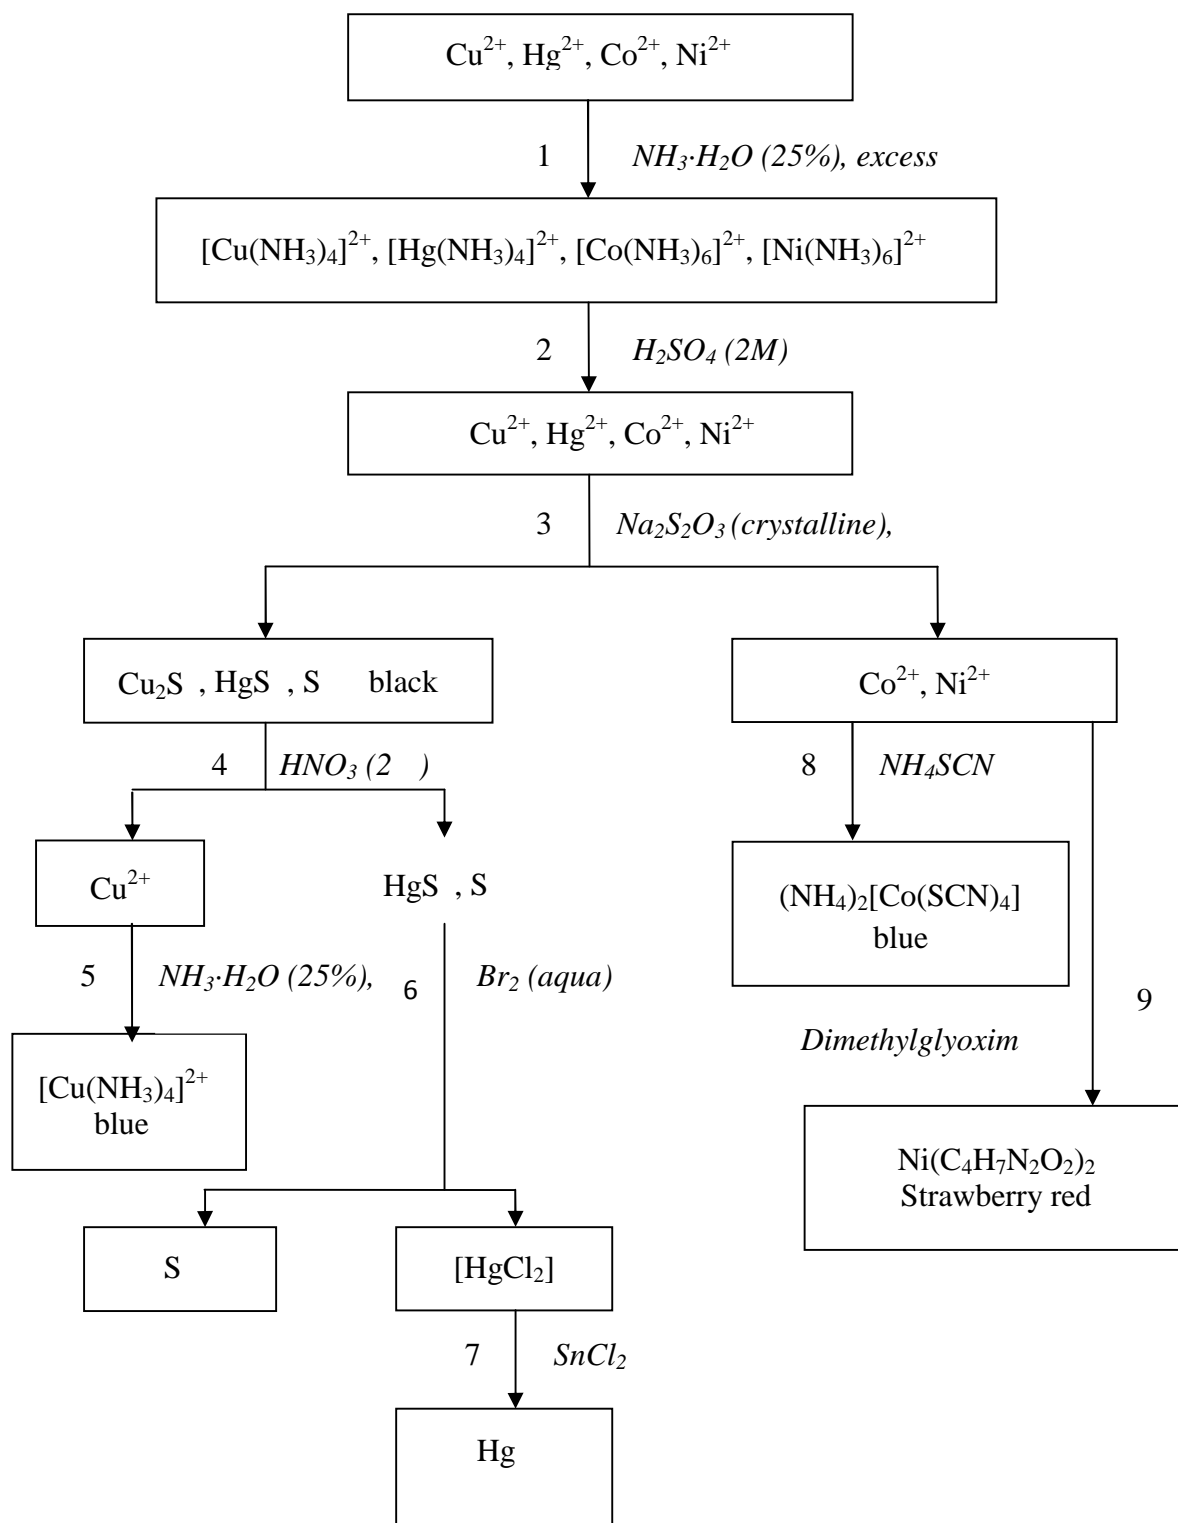 Cu²⁺, Hg²⁺, Co²⁺, Ni²⁺
1 NH₃·H₂O (25%), excess
[Cu(NH₃)₄]²⁺, [Hg(NH₃)₄]²⁺, [Co(NH₃)₆]²⁺, [Ni(NH₃)₆]²⁺
2 H₂SO₄ (2M)
Cu²⁺, Hg²⁺, Co²⁺, Ni²⁺
3 Na₂S₂O₃ (crystalline),
Cu₂S , HgS , S black
Co²⁺, Ni²⁺
4 HNO₃ (2 )
8 NH₄SCN
Cu²⁺
HgS , S
(NH₄)₂[Co(SCN)₄]
blue
5 NH₃·H₂O (25%),
6 Br₂ (aqua)
9
Dimethylglyoxim
[Cu(NH₃)₄]²⁺
blue
Ni(C₄H₇N₂O₂)₂
Strawberry red
S
[HgCl₂]
7 SnCl₂
Hg